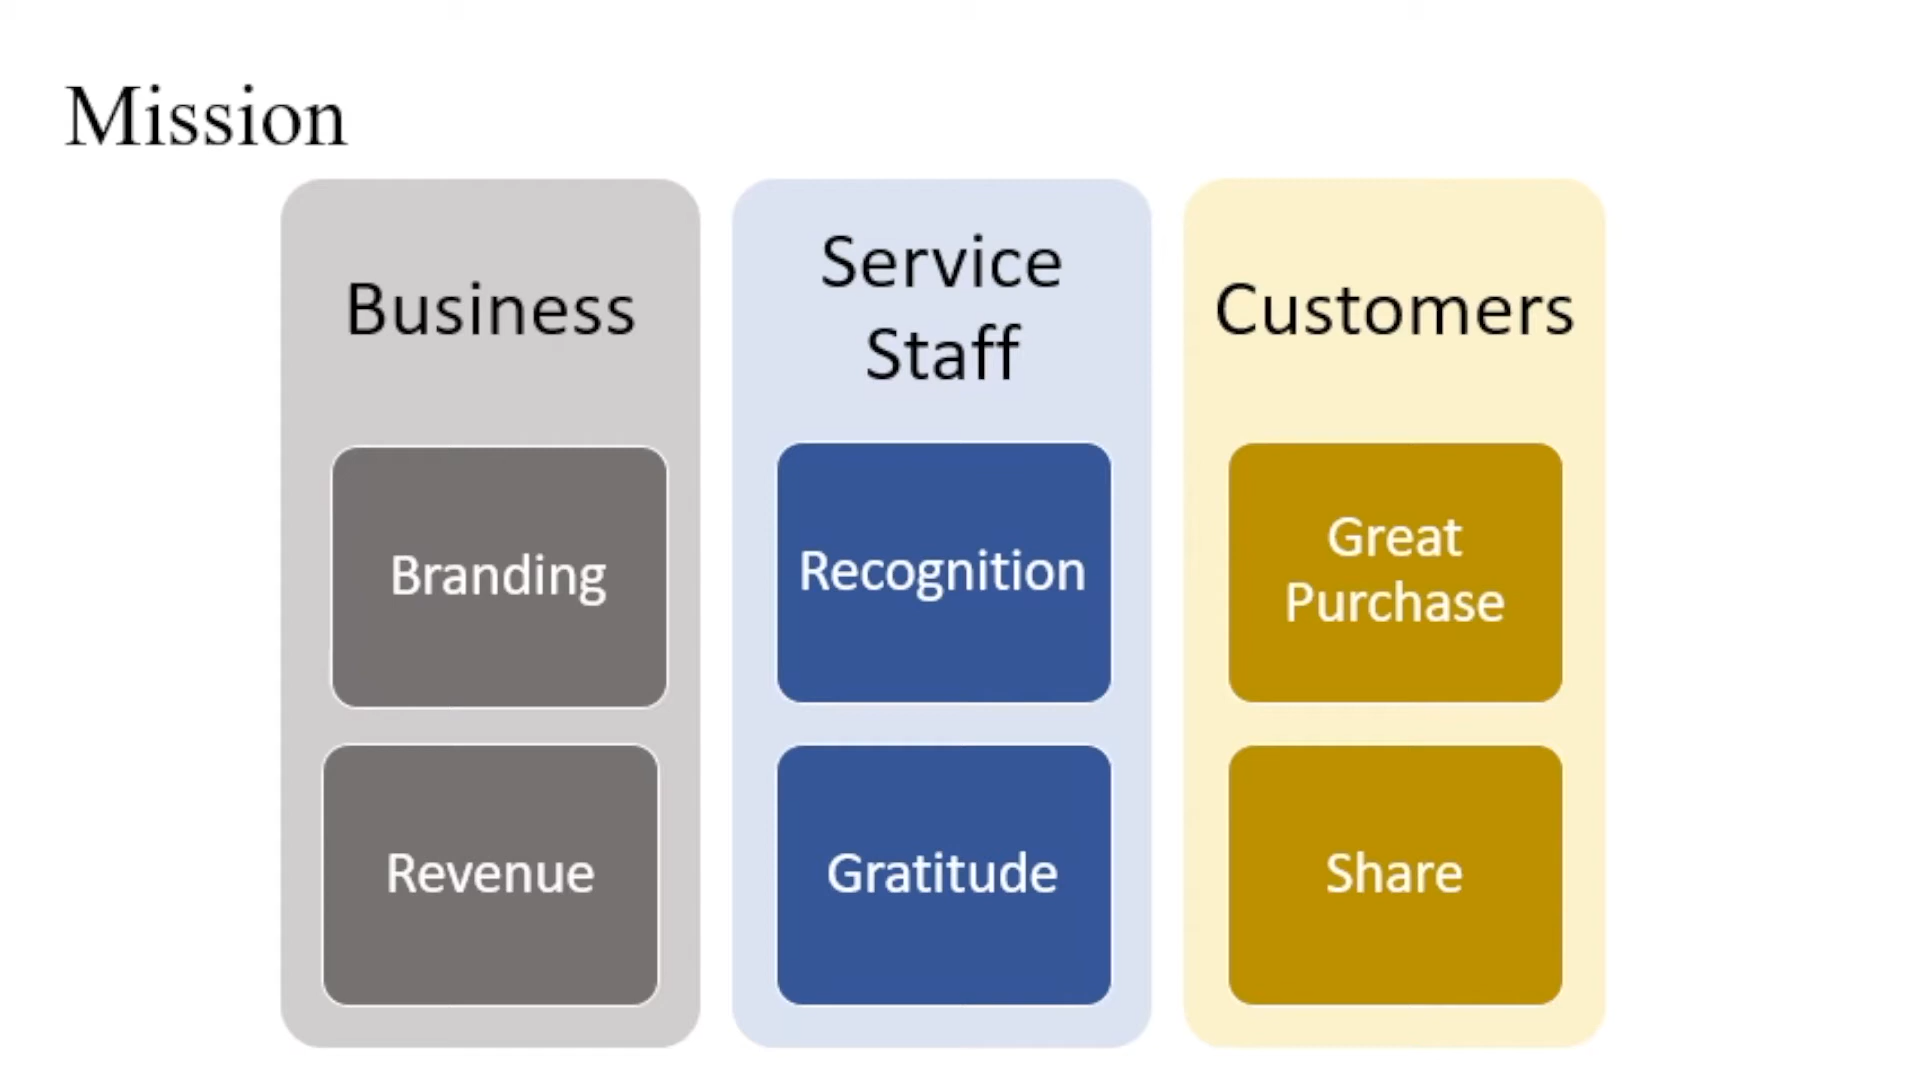 Mission
Business
Branding
Revenue
Service
Staff
Recognition
Gratitude
Customers
Great
Purchase
Share